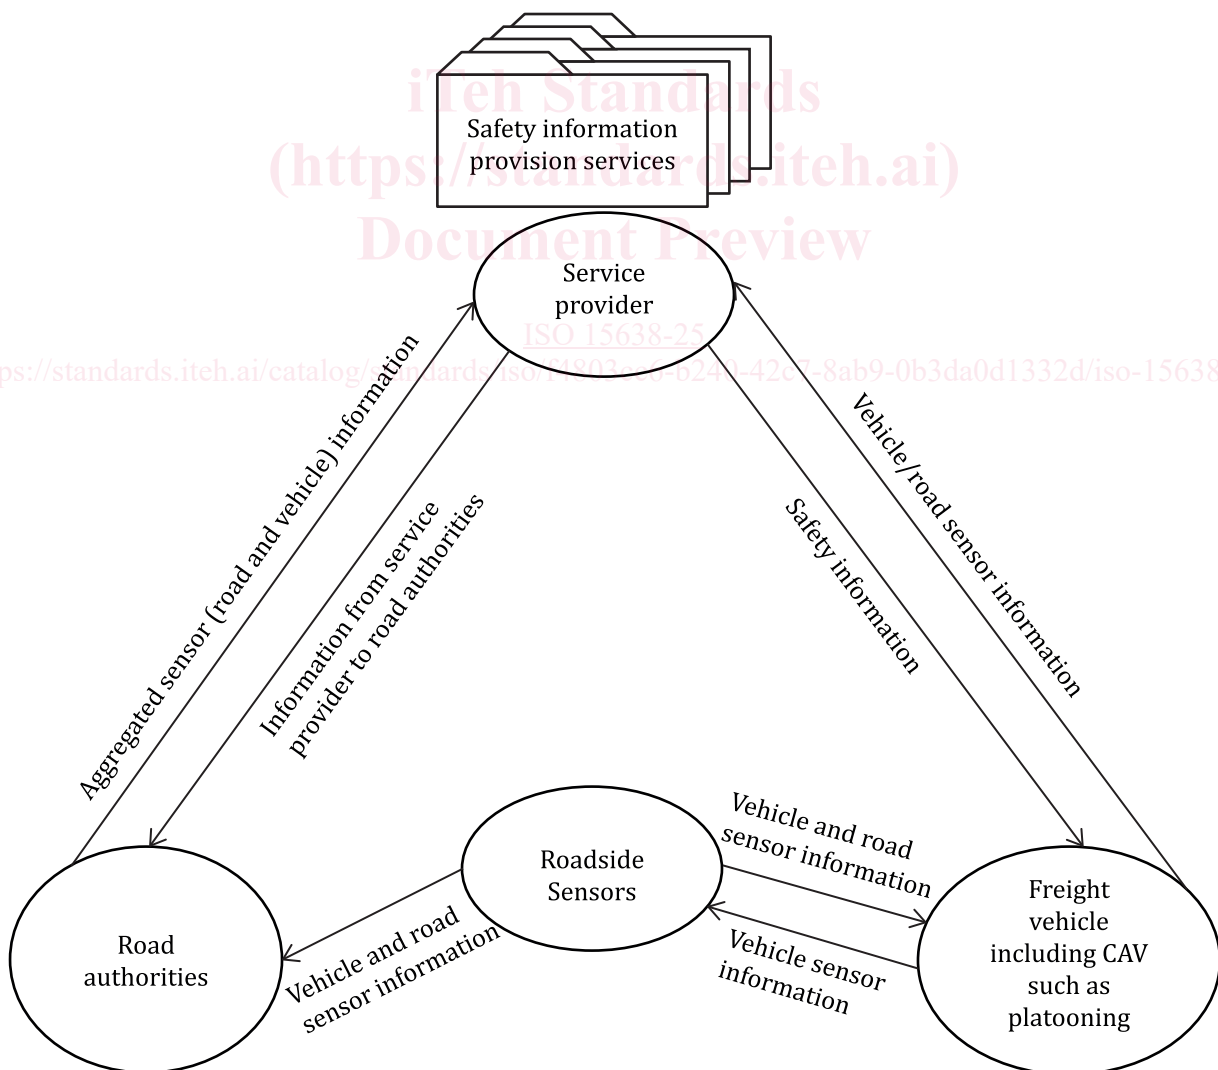 iTeh Standards
(https://standards.iteh.ai)
Document Preview
ISO 15638-25
Safety information
provision services
Service
provider
Aggregated sensor (road and vehicle) information
Information from service
provider to road authorities
Safety information
Vehicle/road sensor information
Roadside
Sensors
Vehicle and road
sensor information
Vehicle sensor
information
Vehicle and road
sensor information
Road
authorities
Freight
vehicle
including CAV
such as
platooning